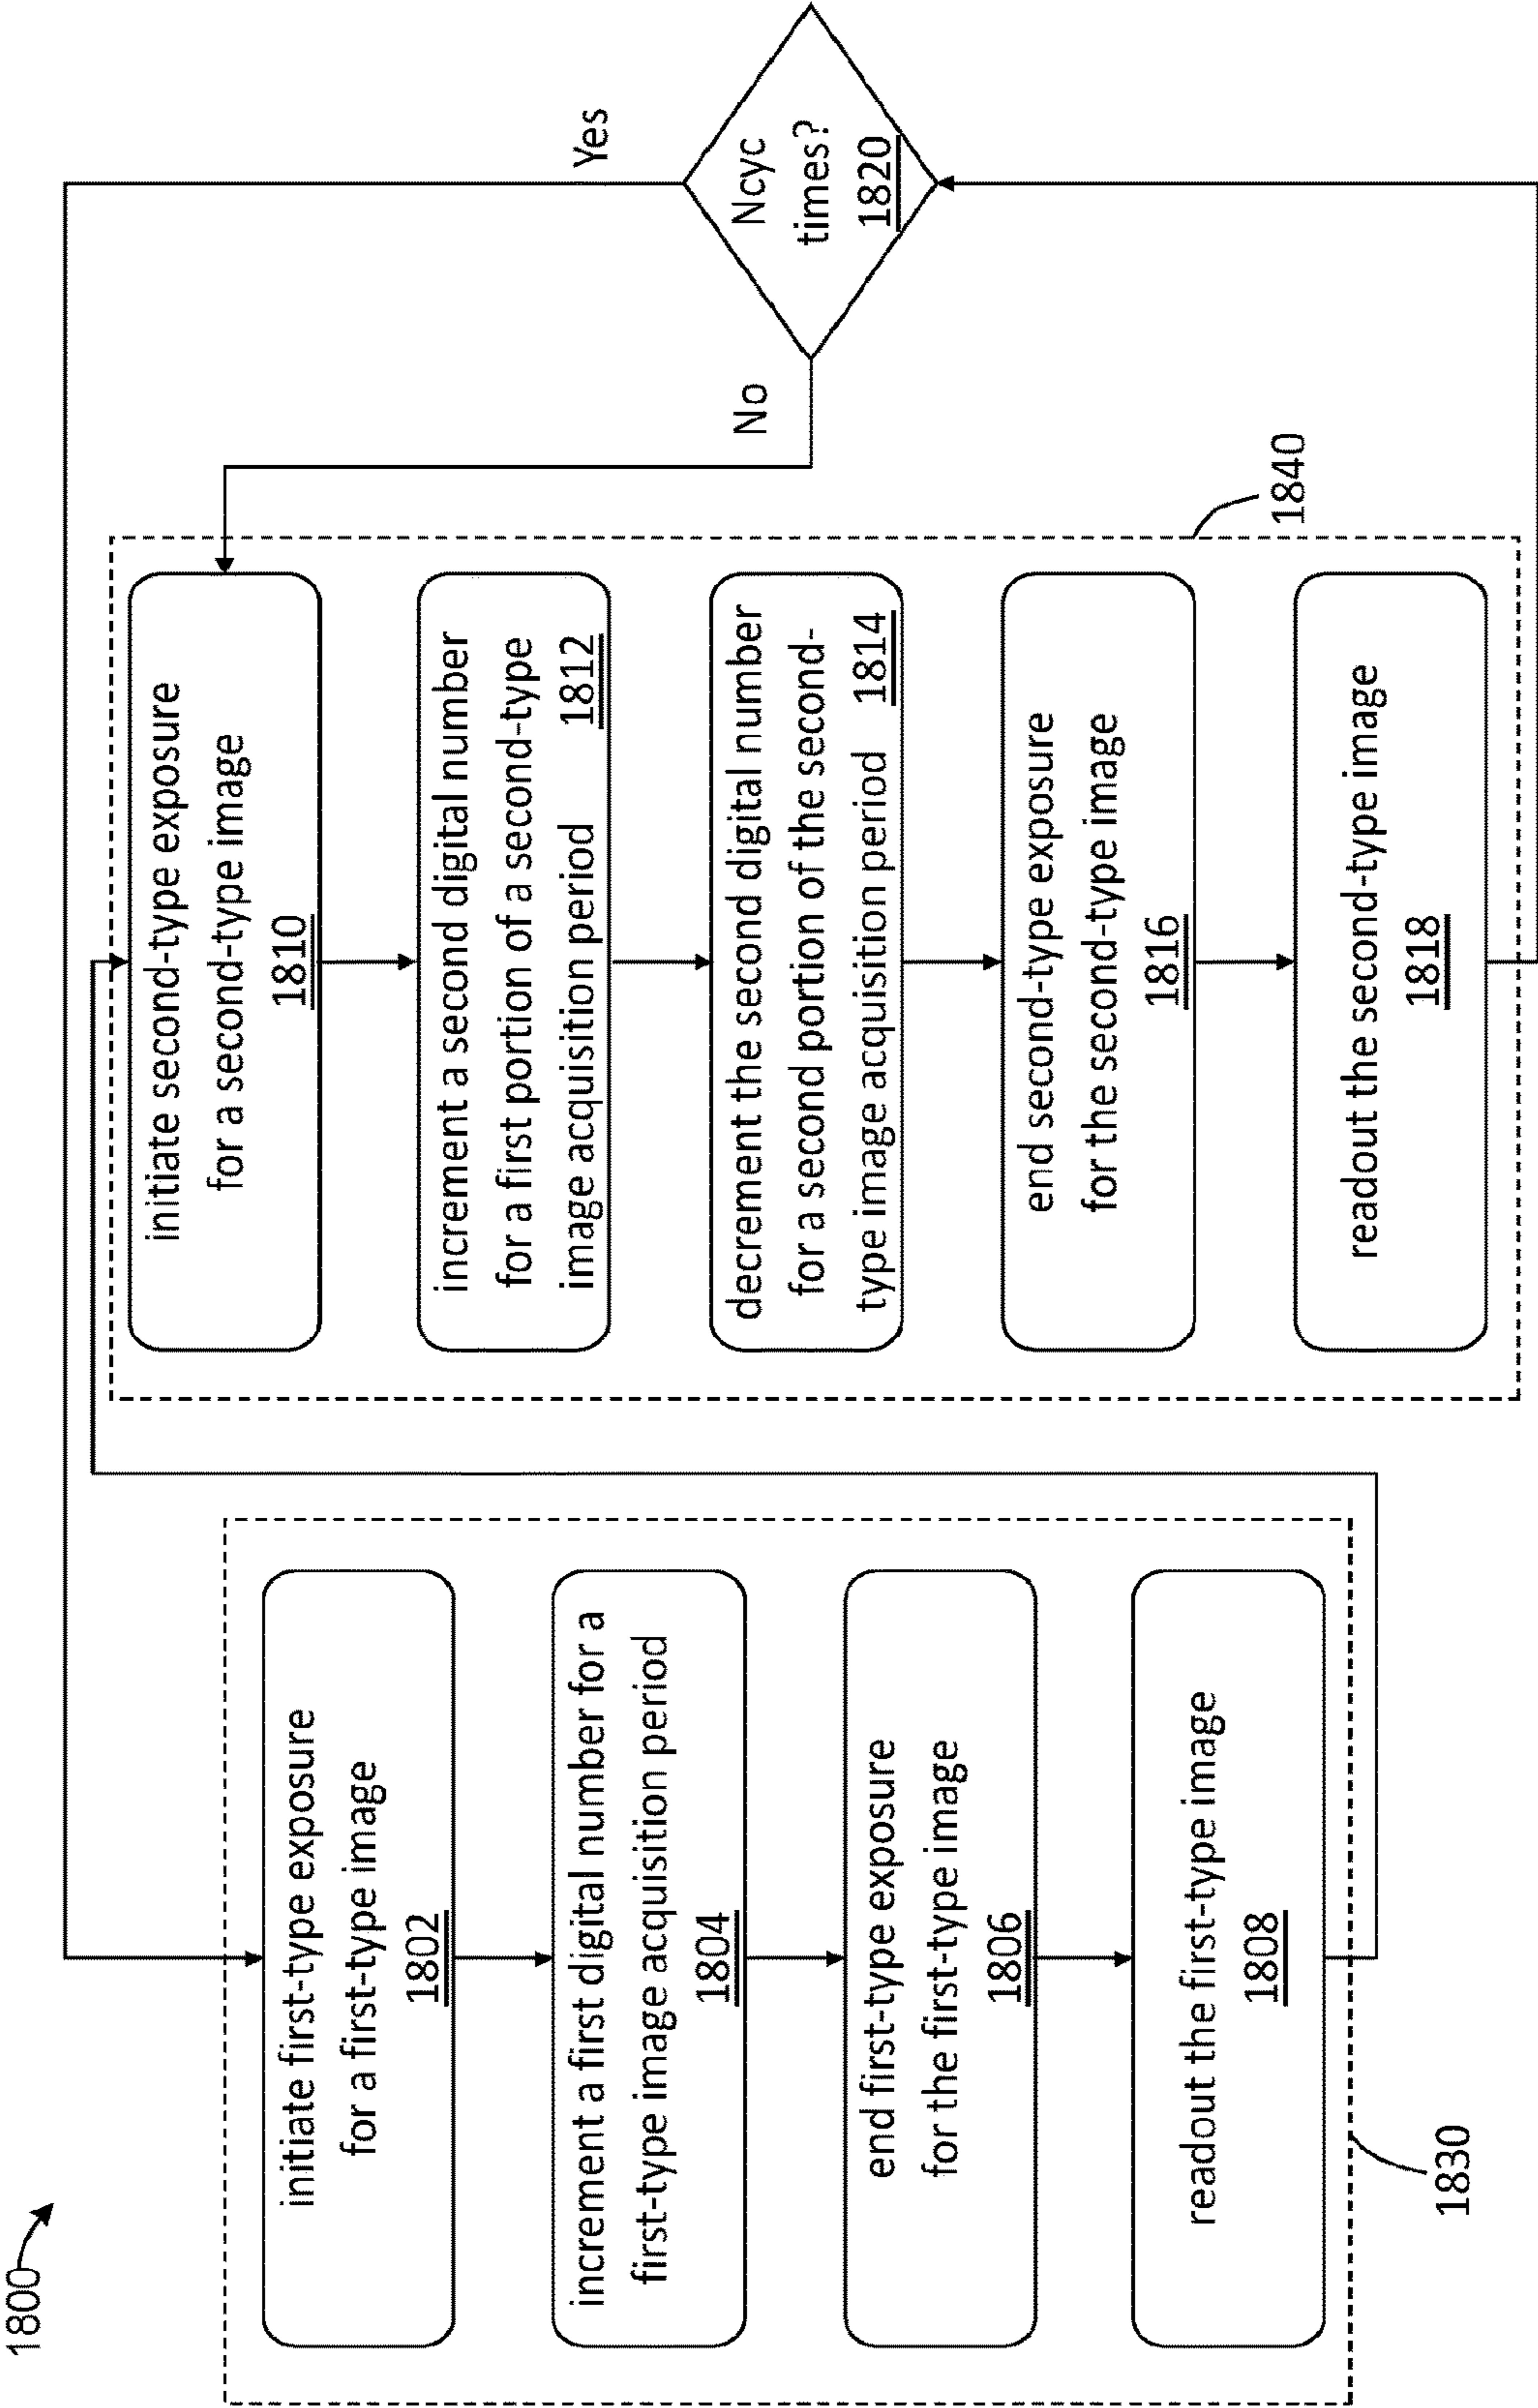 1800
initiate first-type exposure
for a first-type image
1802
increment a first digital number for a
first-type image acquisition period
1804
end first-type exposure
for the first-type image
1806
readout the first-type image
1808
1830
initiate second-type exposure
for a second-type image
1810
increment a second digital number
for a first portion of a second-type
image acquisition period 1812
decrement the second digital number
for a second portion of the second-
type image acquisition period 1814
end second-type exposure
for the second-type image
1816
readout the second-type image
1818
1840
No
Yes
Ncyc
times?
1820